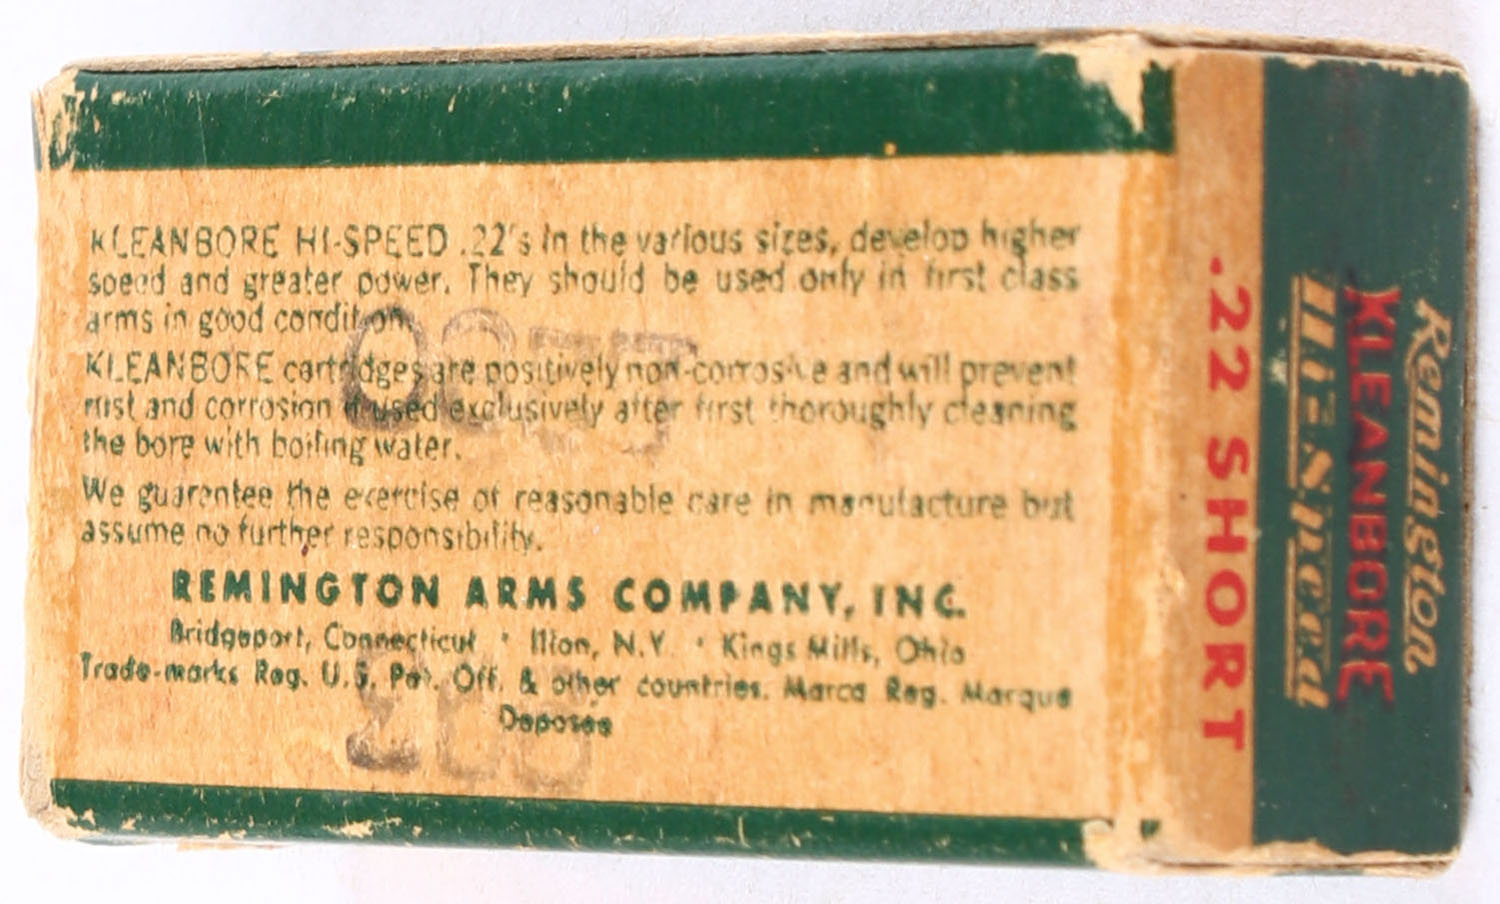 KLEANBORE HI-SPEED .22's in the various sizes, develop higher
speed and greater power. They should be used only in first class
arms in good condition.
KLEANBORE cartridges are positively non-corrosive and will prevent
rust and corrosion if used exclusively after first thoroughly cleaning
the bore with boiling water.
We guarantee the exercise of reasonable care in manufacture but
assume no further responsibility.
REMINGTON ARMS COMPANY, INC.
Bridgeport, Connecticut • Ilion, N.Y. • Kings Mills, Ohio
Trade-marks Reg. U.S. Pat. Off. & other countries. Marca Reg. Marque
Deposée
Remington
KLEANBORE
Hi-Speed
.22 SHORT